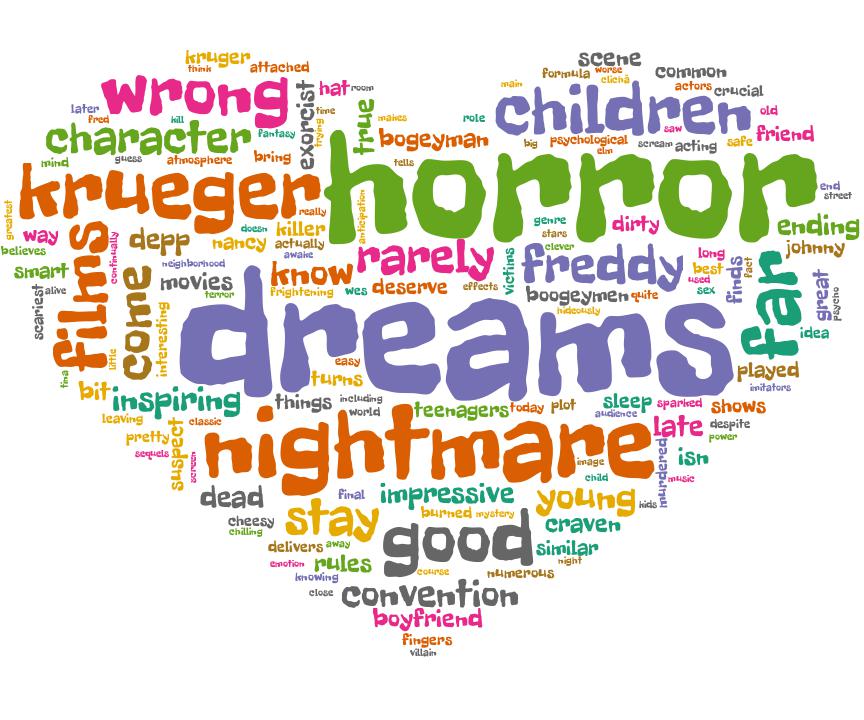 kruger
think
attached
scene
formula
worse
clichã
common
actors
crucial
main
wrong
exorcist
hat
room
time
trying
true
makes
role
children
old
later
fred
kill
fantasy
character
bogeyman
big
psychological
elm
saw
scream
acting
safe
friend
mind
guess
atmosphere
bring
tells
horror
krueger
really
anticipation
end
street
greatest
way
believes
films
continually
depp
doesn
nancy
killer
actually
awake
genre
stars
clever
dirty
ending
johnny
smart
scariest
alive
neighborhood
movies
terror
know
frightening
rarely
wes
deserve
effects
victims
freddy
boogeymen
quite
hideously
long
best
used
sex
finds
fact
far
great
psycho
idea
come
interesting
little
tina
dreams
easy
turns
played
imitators
bit
inspiring
things
including
world
teenagers
today
plot
sleep
audience
sparked
shows
leaving
classic
pretty
sequels
suspect
screen
nightmare
image
child
late
despite
power
isn
murdered
music
kids
dead
final
impressive
young
cheesy
chilling
stay
burned
mystery
craven
delivers
away
good
similar
night
emotion
rules
knowing
course
numerous
close
convention
boyfriend
fingers
villain